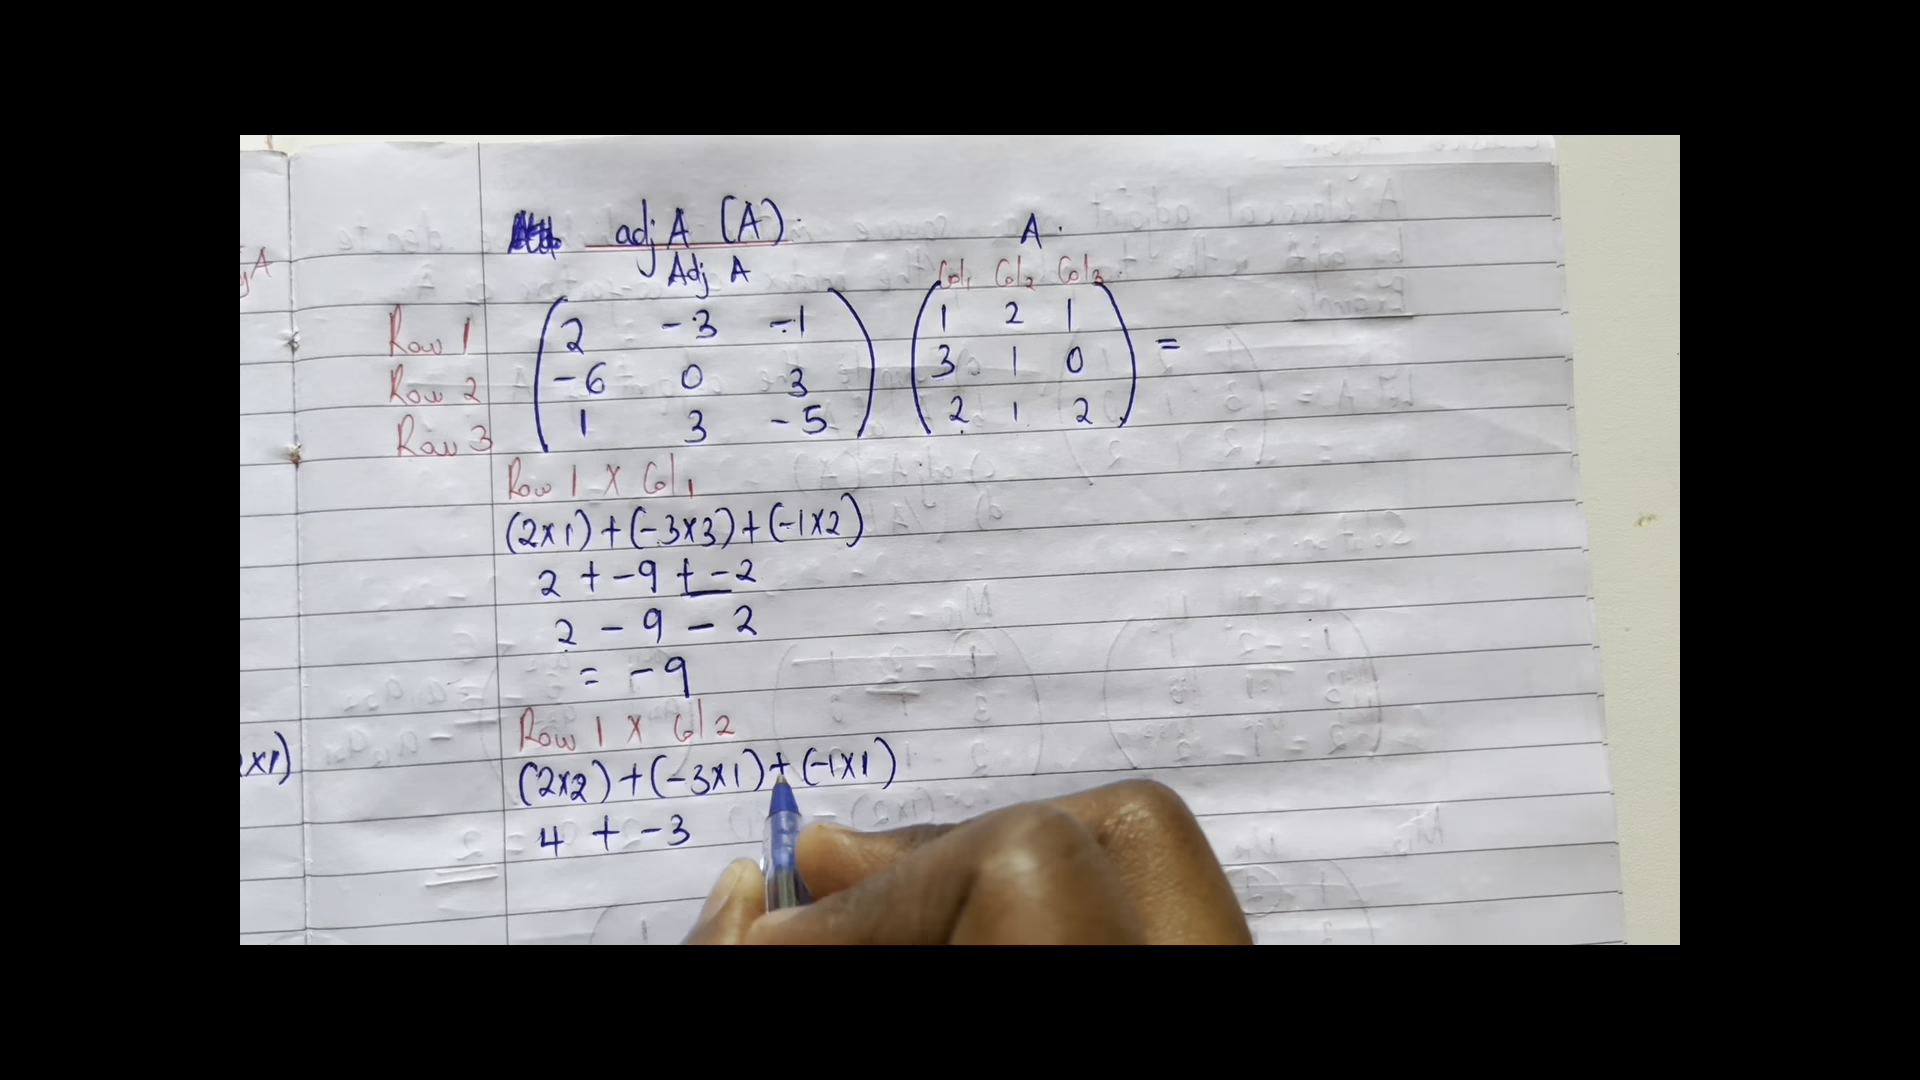 adj A (A).
A.
Adj A
Col1 Col2 Col3
Row 1
2 -3 -1
1 2 1
=
Row 2
-6 0 3
3 1 0
Row 3
1 3 -5
2 1 2
Row 1 X Col1
(2x1) + (-3x3) + (-1x2)
2 + -9 + -2
2 - 9 - 2
= -9
Row 1 x Col2
x1)
(2x2) + (-3x1) + (-1x1)
4 + -3